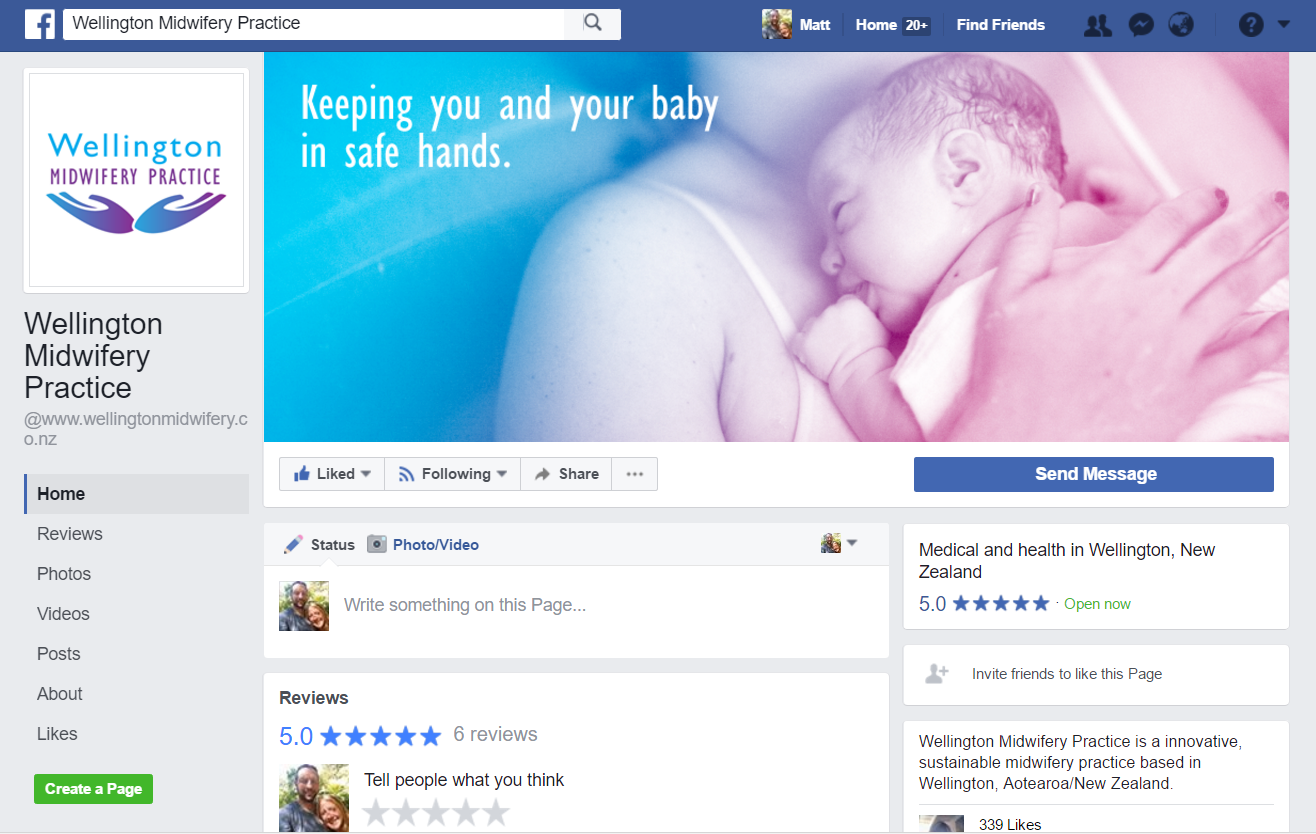 Wellington Midwifery Practice
Matt
Home 20+
Find Friends
Wellington
MIDWIFERY PRACTICE
Keeping you and your baby
in safe hands.
Wellington
Midwifery
Practice
@www.wellingtonmidwifery.c
o.nz
Home
Reviews
Photos
Videos
Posts
About
Likes
Create a Page
Liked
Following
Share
Send Message
Status
Photo/Video
Write something on this Page...
Reviews
5.0 6 reviews
Tell people what you think
Medical and health in Wellington, New
Zealand
5.0 · Open now
Invite friends to like this Page
Wellington Midwifery Practice is a innovative,
sustainable midwifery practice based in
Wellington, Aotearoa/New Zealand.
339 Likes